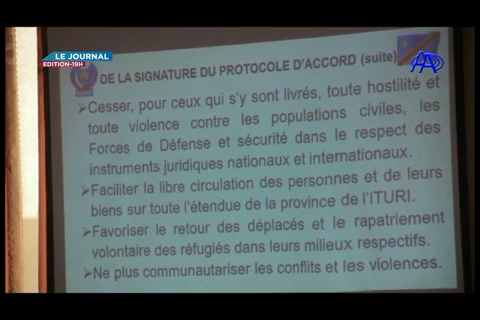 LE JOURNAL
EDITION-19H
DE LA SIGNATURE DU PROTOCOLE D'ACCORD (suite)
➢Cesser, pour ceux qui s'y sont livrés, toute hostilité et
toute violence contre les populations civiles, les
Forces de Défense et sécurité dans le respect des
instruments juridiques nationaux et internationaux.
➢Faciliter la libre circulation des personnes et de leurs
biens sur toute l'étendue de la province de l'ITURI.
➢Favoriser le retour des déplacés et le rapatriement
volontaire des réfugiés dans leurs milieux respectifs.
➢Ne plus communautariser les conflits et les violences.